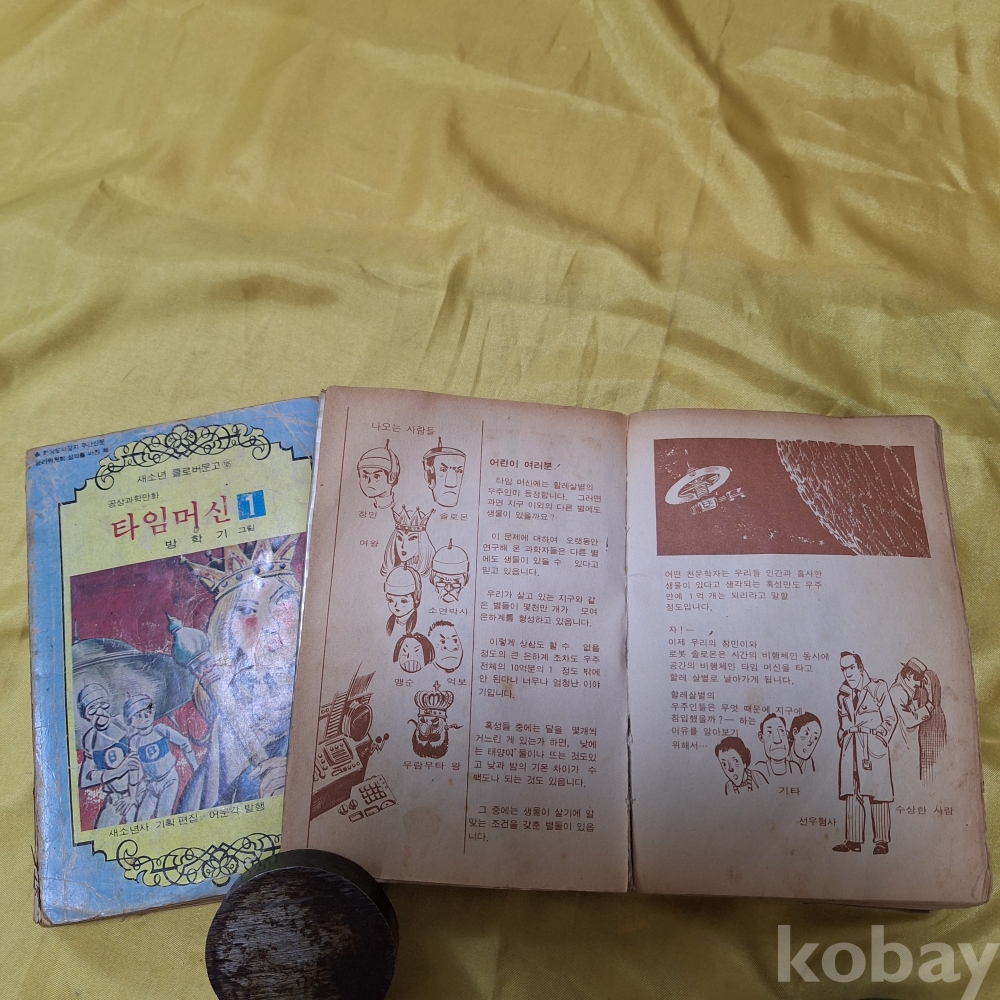 새소년 클로버문고
공상과학만화
타임머신 1
방학기 그림
새소년사 기획 편집 · 어문각 발행
나오는 사람들
창민
솔로몬
여왕
소연박사
맹순
억보
무람우타 왕
어린이 여러분!
타임 머신에는 할레살별의
우주인이 등장합니다. 그러면
과연 지구 이외의 다른 별에도
생물이 있을까요?
이 문제에 대하여 오랫동안
연구해 온 과학자들은 다른 별
에도 생물이 있을 수 있다고
믿고 있읍니다.
우리가 살고 있는 지구와 같
은 별들이 몇천만 개가 모여
은하계를 형성하고 있읍니다.
이렇게 상상도 할 수 없을
정도의 큰 은하계 조차도 우주
전체의 10억분의 1 정도 밖에
안 된다니 너무나 엄청난 이야
기입니다.
혹성들 중에는 달을 몇개씩
거느린 게 있는가 하면, 낮에
는 태양이 둘이나 뜨는 것도 있
고 낮과 밤의 기온 차이가 수
백도나 되는 것도 있읍니다.
그 중에는 생물이 살기에 알
맞는 조건을 갖춘 별들이 있읍
니다.
어떤 천문학자는 우리들 인간과 흡사한
생물이 있다고 생각되는 혹성만도 우주
안에 1억 개는 되리라고 말할
정도입니다.
자!—
이제 우리의 창민이와
로봇 솔로몬은 시간의 비행체인 동시에
공간의 비행체인 타임 머신을 타고
할레 살별로 날아가게 됩니다.
할레살별의
우주인들은 무엇 때문에 지구에
침입했을까?— 하는
이유를 알아보기
위해서…
기타
선우형사
수상한 사람
kobay